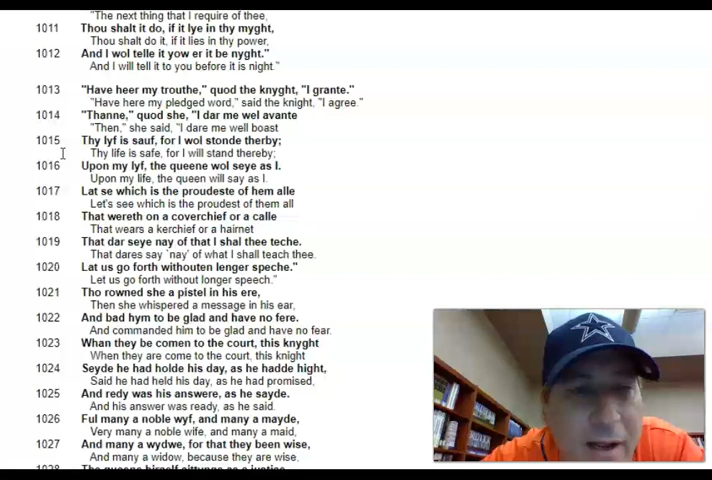 "The next thing that I require of thee,
1011 Thou shalt it do, if it lye in thy myght,
Thou shalt do it, if it lies in thy power,
1012 And I wol telle it yow er it be nyght."
And I will tell it to you before it is night."
1013 "Have heer my trouthe," quod the knyght, "I grante."
"Have here my pledged word," said the knight. "I agree."
1014 "Thanne," quod she, "I dar me wel avante
"Then," she said, "I dare me well boast
1015 Thy lyf is sauf, for I wol stonde therby;
Thy life is safe, for I will stand thereby;
1016 Upon my lyf, the queene wol seye as I.
Upon my life, the queen will say as I.
1017 Lat se which is the proudeste of hem alle
Let's see which is the proudest of them all
1018 That wereth on a coverchief or a calle
That wears a kerchief or a hairnet
1019 That dar seye nay of that I shal thee teche.
That dares say `nay' of what I shall teach thee.
1020 Lat us go forth withouten lenger speche."
Let us go forth without longer speech."
1021 Tho rowned she a pistel in his ere,
Then she whispered a message in his ear,
1022 And bad hym to be glad and have no fere.
And commanded him to be glad and have no fear.
1023 Whan they be comen to the court, this knyght
When they are come to the court, this knight
1024 Seyde he had holde his day, as he hadde hight,
Said he had held his day, as he had promised,
1025 And redy was his answere, as he sayde.
And his answer was ready, as he said.
1026 Ful many a noble wyf, and many a mayde,
Very many a noble wife, and many a maid,
1027 And many a wydwe, for that they been wise,
And many a widow, because they are wise,
1028 The queene hirself sittynge as a justise,